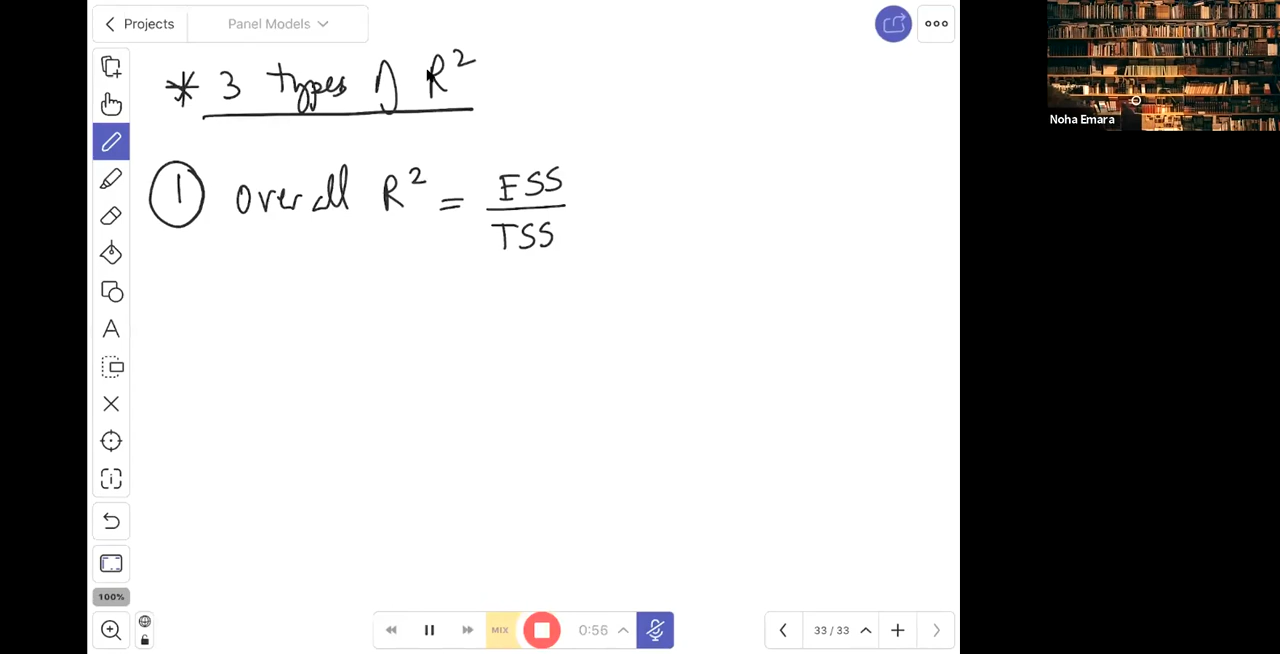 Projects
Panel Models
* 3 types of R²
① Overall R² = ESS / TSS
Noha Emara
A
100%
MIX
0:56
33 / 33